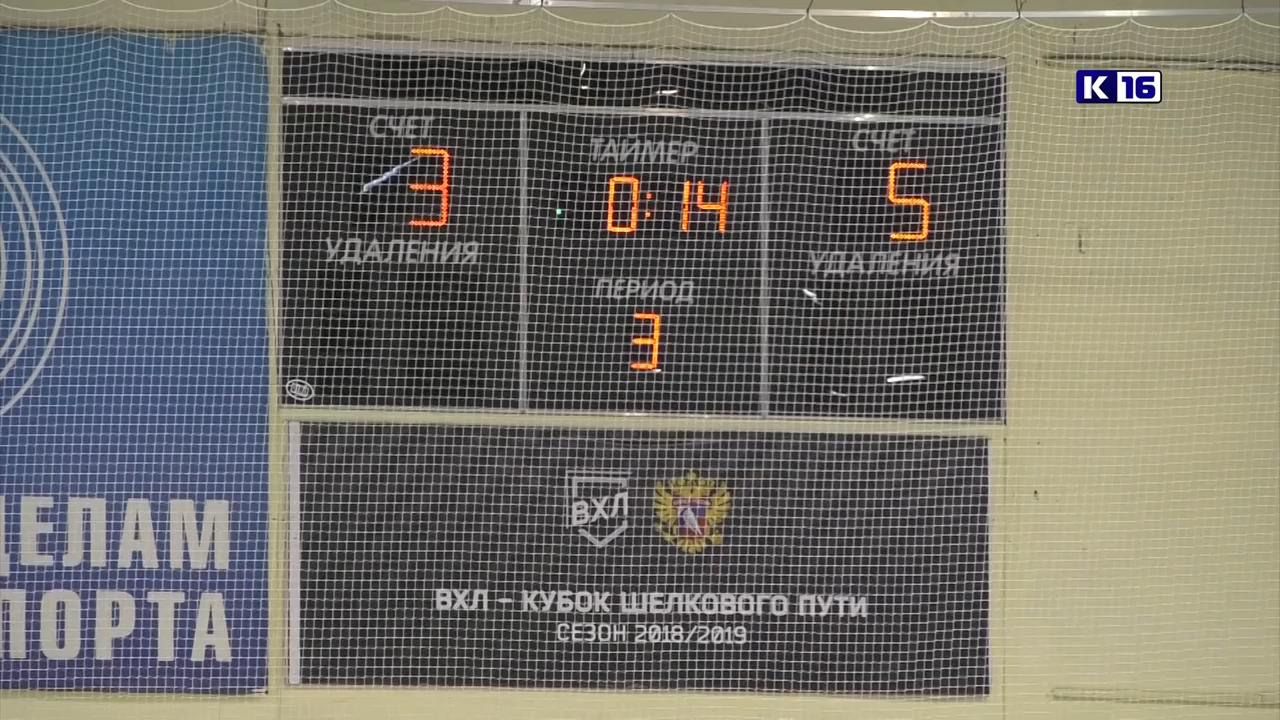 K 16
СЧЕТ
ТАЙМЕР
СЧЕТ
3
0:14
5
УДАЛЕНИЯ
ПЕРИОД
УДАЛЕНИЯ
3
ВХЛ
ВХЛ – КУБОК ШЕЛКОВОГО ПУТИ
СЕЗОН 2018/2019
ДЕЛАМ
ПОРТА